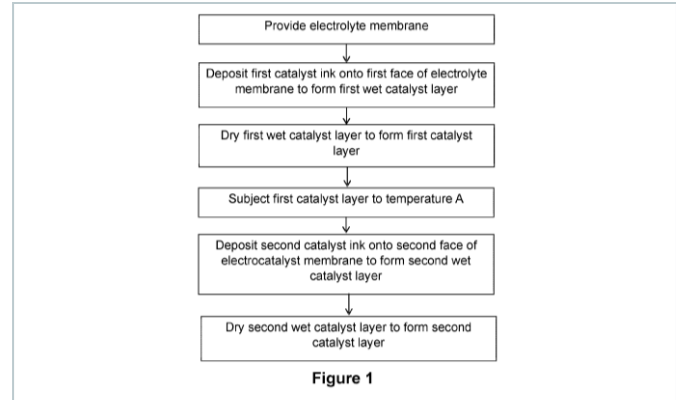 Provide electrolyte membrane
Deposit first catalyst ink onto first face of electrolyte
membrane to form first wet catalyst layer
Dry first wet catalyst layer to form first catalyst
layer
Subject first catalyst layer to temperature A
Deposit second catalyst ink onto second face of
electrocatalyst membrane to form second wet
catalyst layer
Dry second wet catalyst layer to form second
catalyst layer
Figure 1